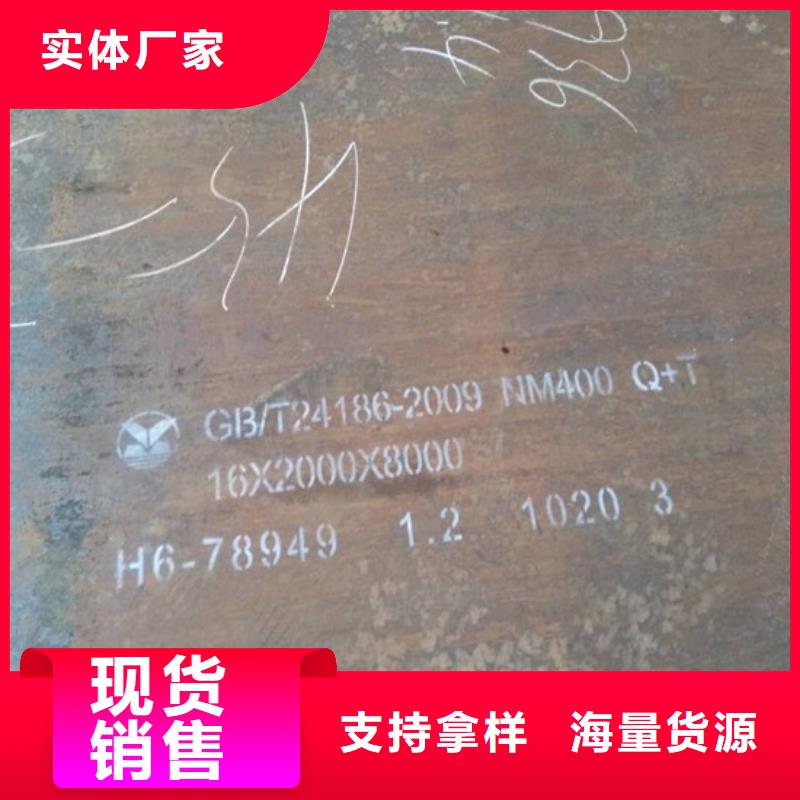 实体厂家
936
GB/T24186-2009 NM400 Q+T
16X2000X8000
H6-78949 1.2 1020 3
现货
销售
支持拿样 海量货源